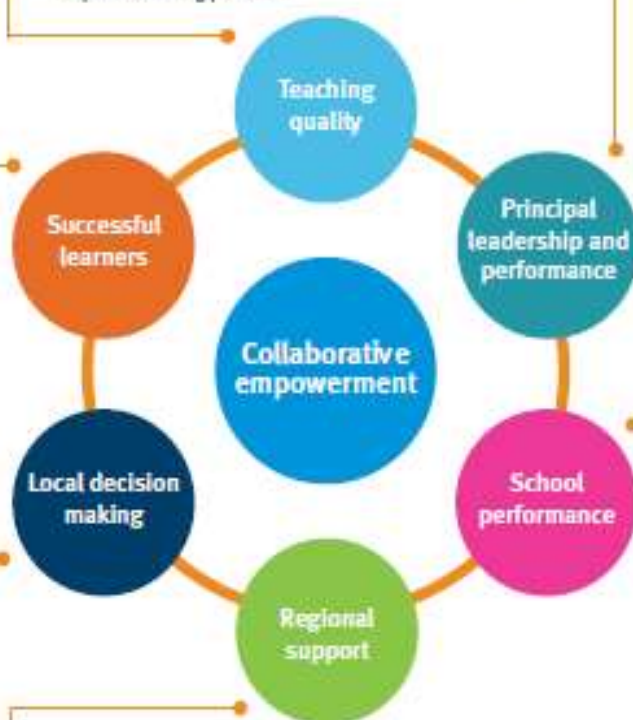 Teaching
quality
Principal
leadership and
performance
Successful
learners
Collaborative
empowerment
Local decision
making
School
performance
Regional
support